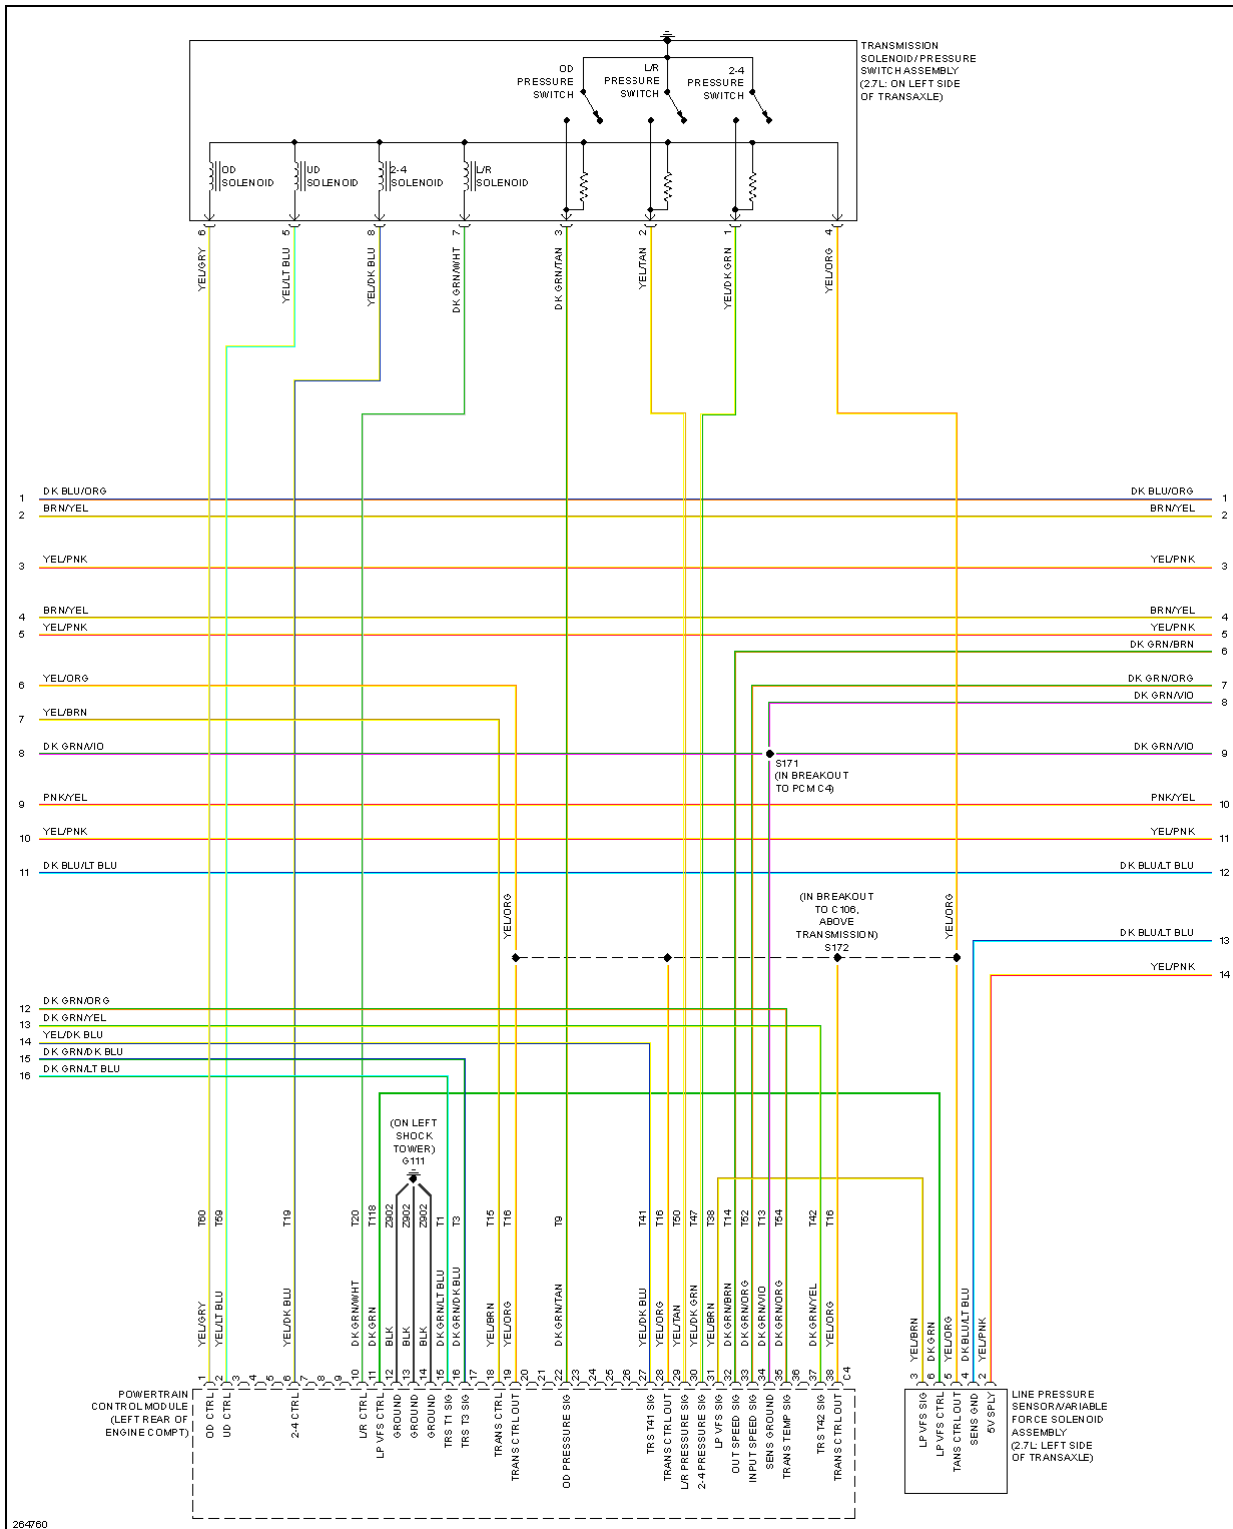 TRANSMISSION
SOLENOID/PRESSURE
SWITCH ASSEMBLY
(2.7L: ON LEFT SIDE
OF TRANSAXLE)
OD
PRESSURE
SWITCH
L/R
PRESSURE
SWITCH
2-4
PRESSURE
SWITCH
OD
SOLENOID
UD
SOLENOID
2-4
SOLENOID
L/R
SOLENOID
6
5
8
7
3
2
1
4
YEL/GRY
YEL/LT BLU
YEL/DK BLU
DK GRN/WHT
DK GRN/TAN
YEL/TAN
YEL/DK GRN
YEL/ORG
1 DK BLU/ORG DK BLU/ORG 1
2 BRN/YEL BRN/YEL 2
3 YEL/PNK YEL/PNK 3
4 BRN/YEL BRN/YEL 4
5 YEL/PNK YEL/PNK 5
DK GRN/BRN 6
6 YEL/ORG DK GRN/ORG 7
DK GRN/VIO 8
7 YEL/BRN
8 DK GRN/VIO DK GRN/VIO 9
S171
(IN BREAKOUT
TO PCM C4)
9 PNK/YEL PNK/YEL 10
10 YEL/PNK YEL/PNK 11
11 DK BLU/LT BLU DK BLU/LT BLU 12
YEL/ORG
(IN BREAKOUT
TO C106,
ABOVE
TRANSMISSION)
S172
YEL/ORG
DK BLU/LT BLU 13
YEL/PNK 14
12 DK GRN/ORG
13 DK GRN/YEL
14 YEL/DK BLU
15 DK GRN/DK BLU
16 DK GRN/LT BLU
(ON LEFT
SHOCK
TOWER)
G111
T60
T59
T19
T20
T118
Z902
Z902
Z902
T1
T3
T15
T16
T9
T41
T16
T50
T47
T38
T14
T52
T13
T54
T42
T16
YEL/GRY
YEL/LT BLU
YEL/DK BLU
DK GRN/WHT
DK GRN
BLK
BLK
BLK
DK GRN/LT BLU
DK GRN/DK BLU
YEL/BRN
YEL/ORG
DK GRN/TAN
YEL/DK BLU
YEL/ORG
YEL/TAN
YEL/DK GRN
YEL/BRN
DK GRN/BRN
DK GRN/ORG
DK GRN/VIO
DK GRN/ORG
DK GRN/YEL
YEL/ORG
YEL/BRN
DK GRN
YEL/ORG
DK BLU/LT BLU
YEL/PNK
1
2
3
4
5
6
7
8
9
10
11
12
13
14
15
16
17
18
19
20
21
22
23
24
25
26
27
28
29
30
31
32
33
34
35
36
37
38
C4
3
6
5
4
2
POWERTRAIN
CONTROL MODULE
(LEFT REAR OF
ENGINE COMPT)
OD CTRL
UD CTRL
2-4 CTRL
L/R CTRL
LP VFS CTRL
GROUND
GROUND
GROUND
TRS T1 SIG
TRS T3 SIG
TRANS CTRL
TRANS CTRL OUT
OD PRESSURE SIG
TRS T41 SIG
TRANS CTRL OUT
L/R PRESSURE SIG
2-4 PRESSURE SIG
LP VFS SIG
OUT SPEED SIG
INPUT SPEED SIG
SENS GROUND
TRANS TEMP SIG
TRS T42 SIG
TRANS CTRL OUT
LP VFS SIG
LP VFS CTRL
TANS CTRL OUT
SENS GND
5V SPLY
LINE PRESSURE
SENSOR/VARIABLE
FORCE SOLENOID
ASSEMBLY
(2.7L: LEFT SIDE
OF TRANSAXLE)
264760